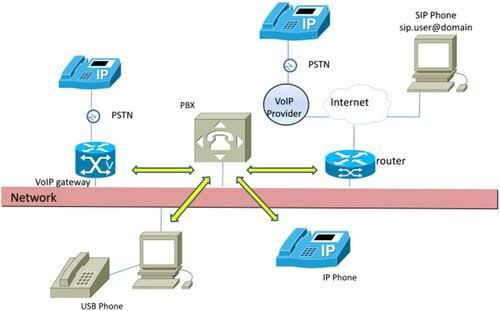 IP
IP
PSTN
SIP Phone
sip.user@domain
PSTN
PBX
VoIP
Provider
Internet
V
VoIP gateway
router
Network
IP
IP Phone
USB Phone